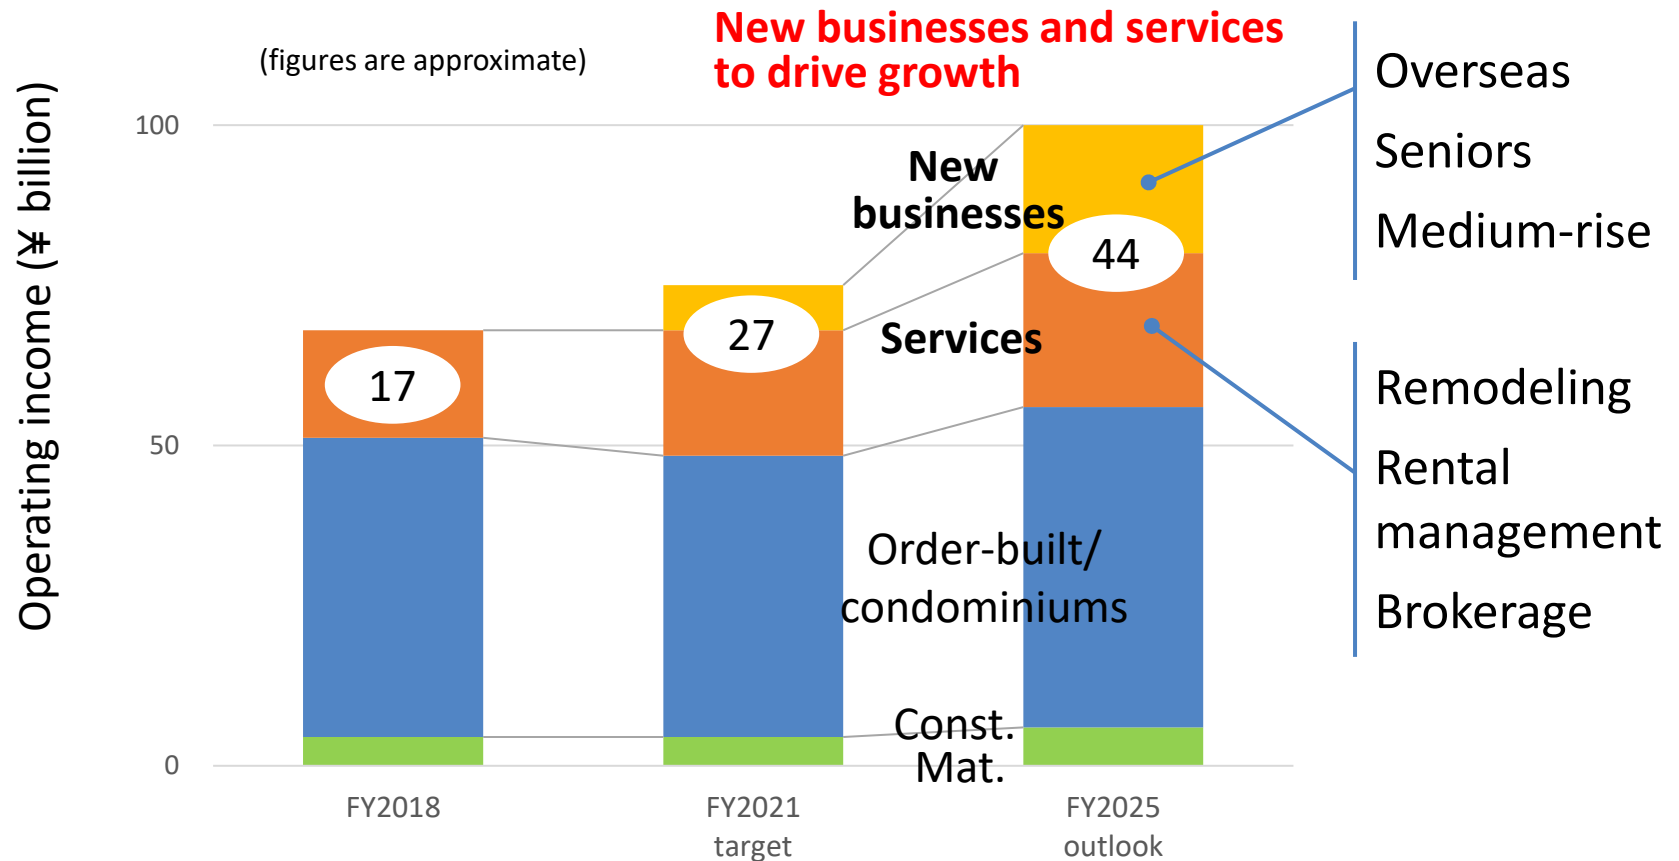 New businesses and services
to drive growth
(figures are approximate)
Operating income (¥ billion)
100
50
0
New
businesses
Services
Order-built/
condominiums
Const.
Mat.
17
27
44
FY2018
FY2021
target
FY2025
outlook
Overseas
Seniors
Medium-rise
Remodeling
Rental
management
Brokerage